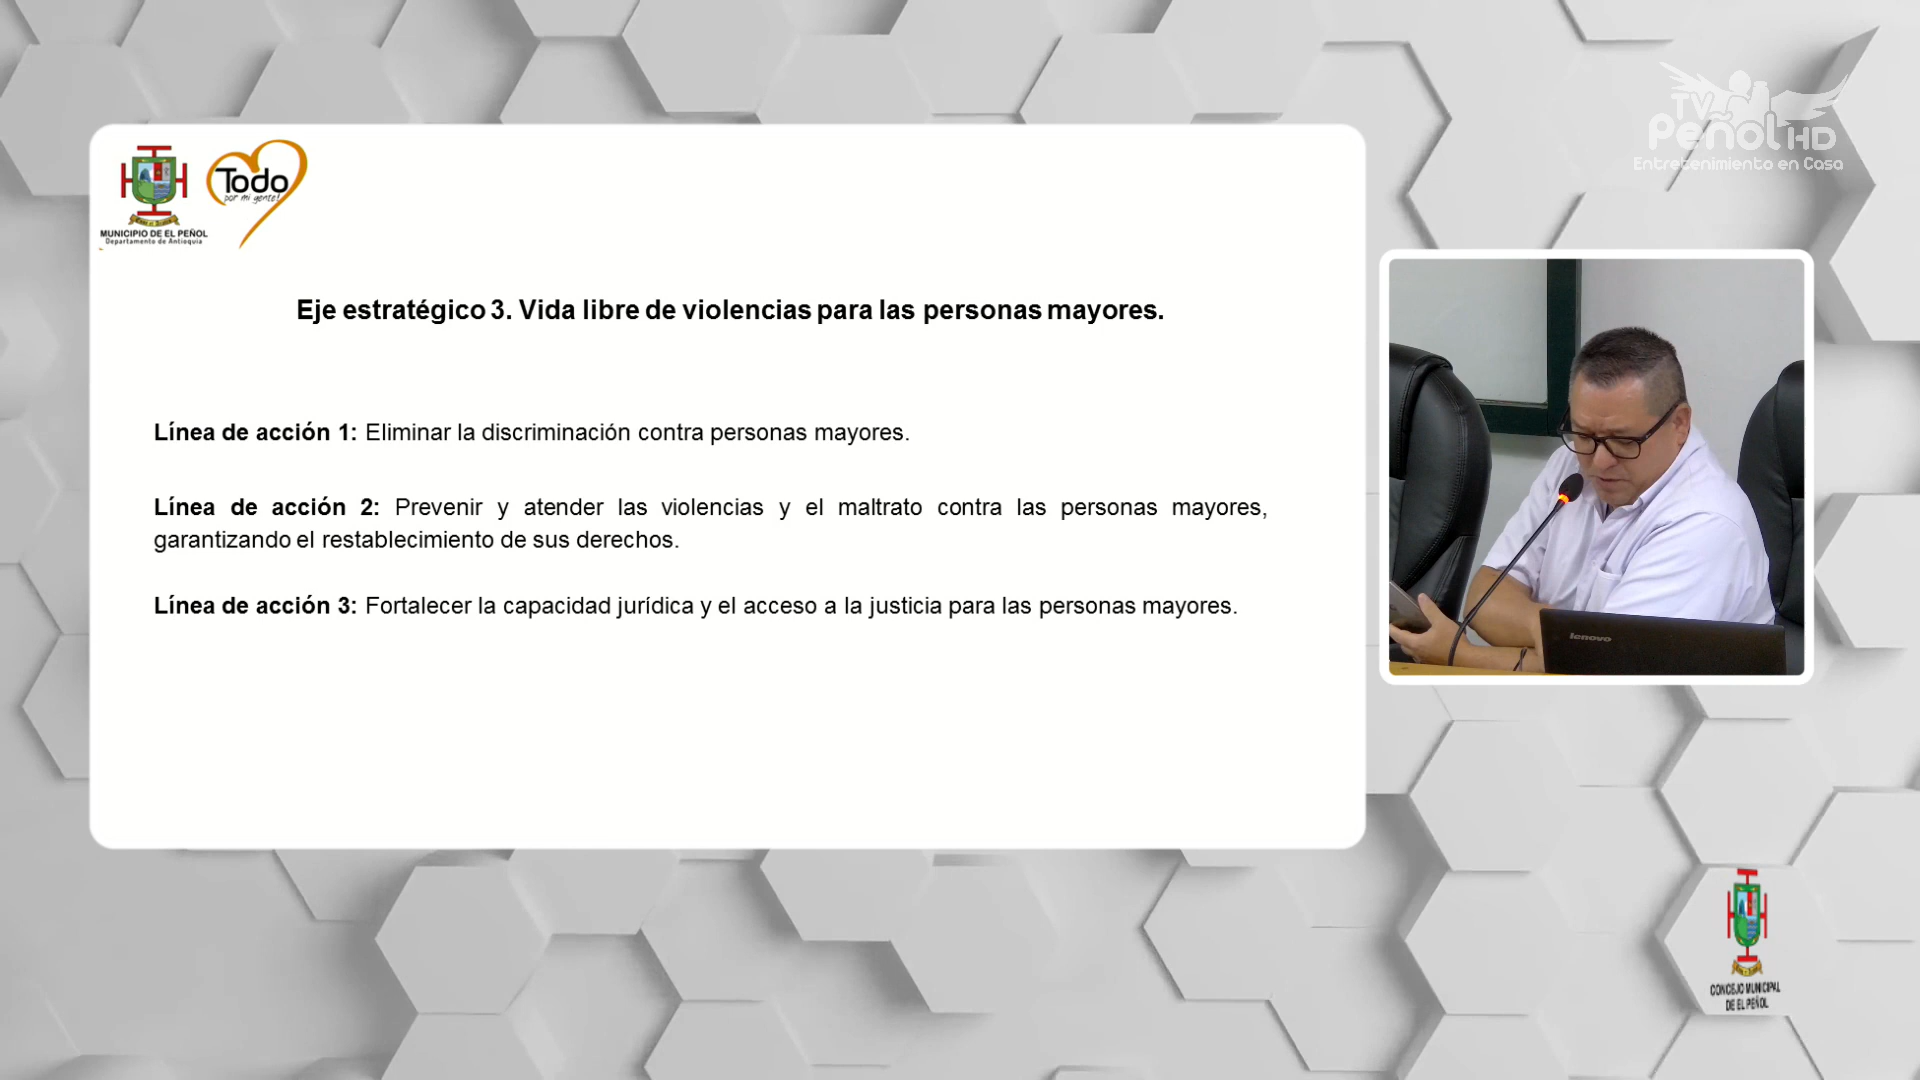 TV
Peñol HD
Entretenimiento en Casa
Todo
por mi gente!
MUNICIPIO DE EL PEÑOL
Departamento de Antioquia
Eje estratégico 3. Vida libre de violencias para las personas mayores.
Línea de acción 1: Eliminar la discriminación contra personas mayores.
Línea de acción 2: Prevenir y atender las violencias y el maltrato contra las personas mayores,
garantizando el restablecimiento de sus derechos.
Línea de acción 3: Fortalecer la capacidad jurídica y el acceso a la justicia para las personas mayores.
lenovo
CONCEJO MUNICIPAL
DE EL PEÑOL